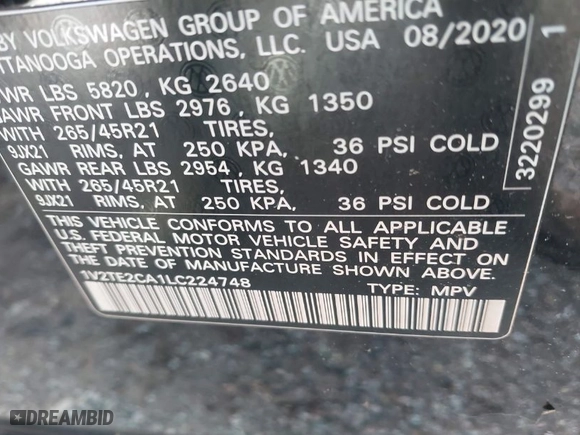 BY VOLKSWAGEN GROUP OF AMERICA
TTANOOGA OPERATIONS, LLC. USA 08/2020
WR LBS 5820, KG 2640
GAWR FRONT LBS 2976, KG 1350
WITH 265/45R21 TIRES,
9JX21 RIMS, AT 250 KPA, 36 PSI COLD
GAWR REAR LBS 2954, KG 1340
WITH 265/45R21 TIRES,
9JX21 RIMS, AT 250 KPA, 36 PSI COLD
THIS VEHICLE CONFORMS TO ALL APPLICABLE
U.S. FEDERAL MOTOR VEHICLE SAFETY AND
THEFT PREVENTION STANDARDS IN EFFECT ON
THE DATE OF MANUFACTURE SHOWN ABOVE.
1V2TE2CA1LC224748 TYPE: MPV
3220299 1
DREAMBID